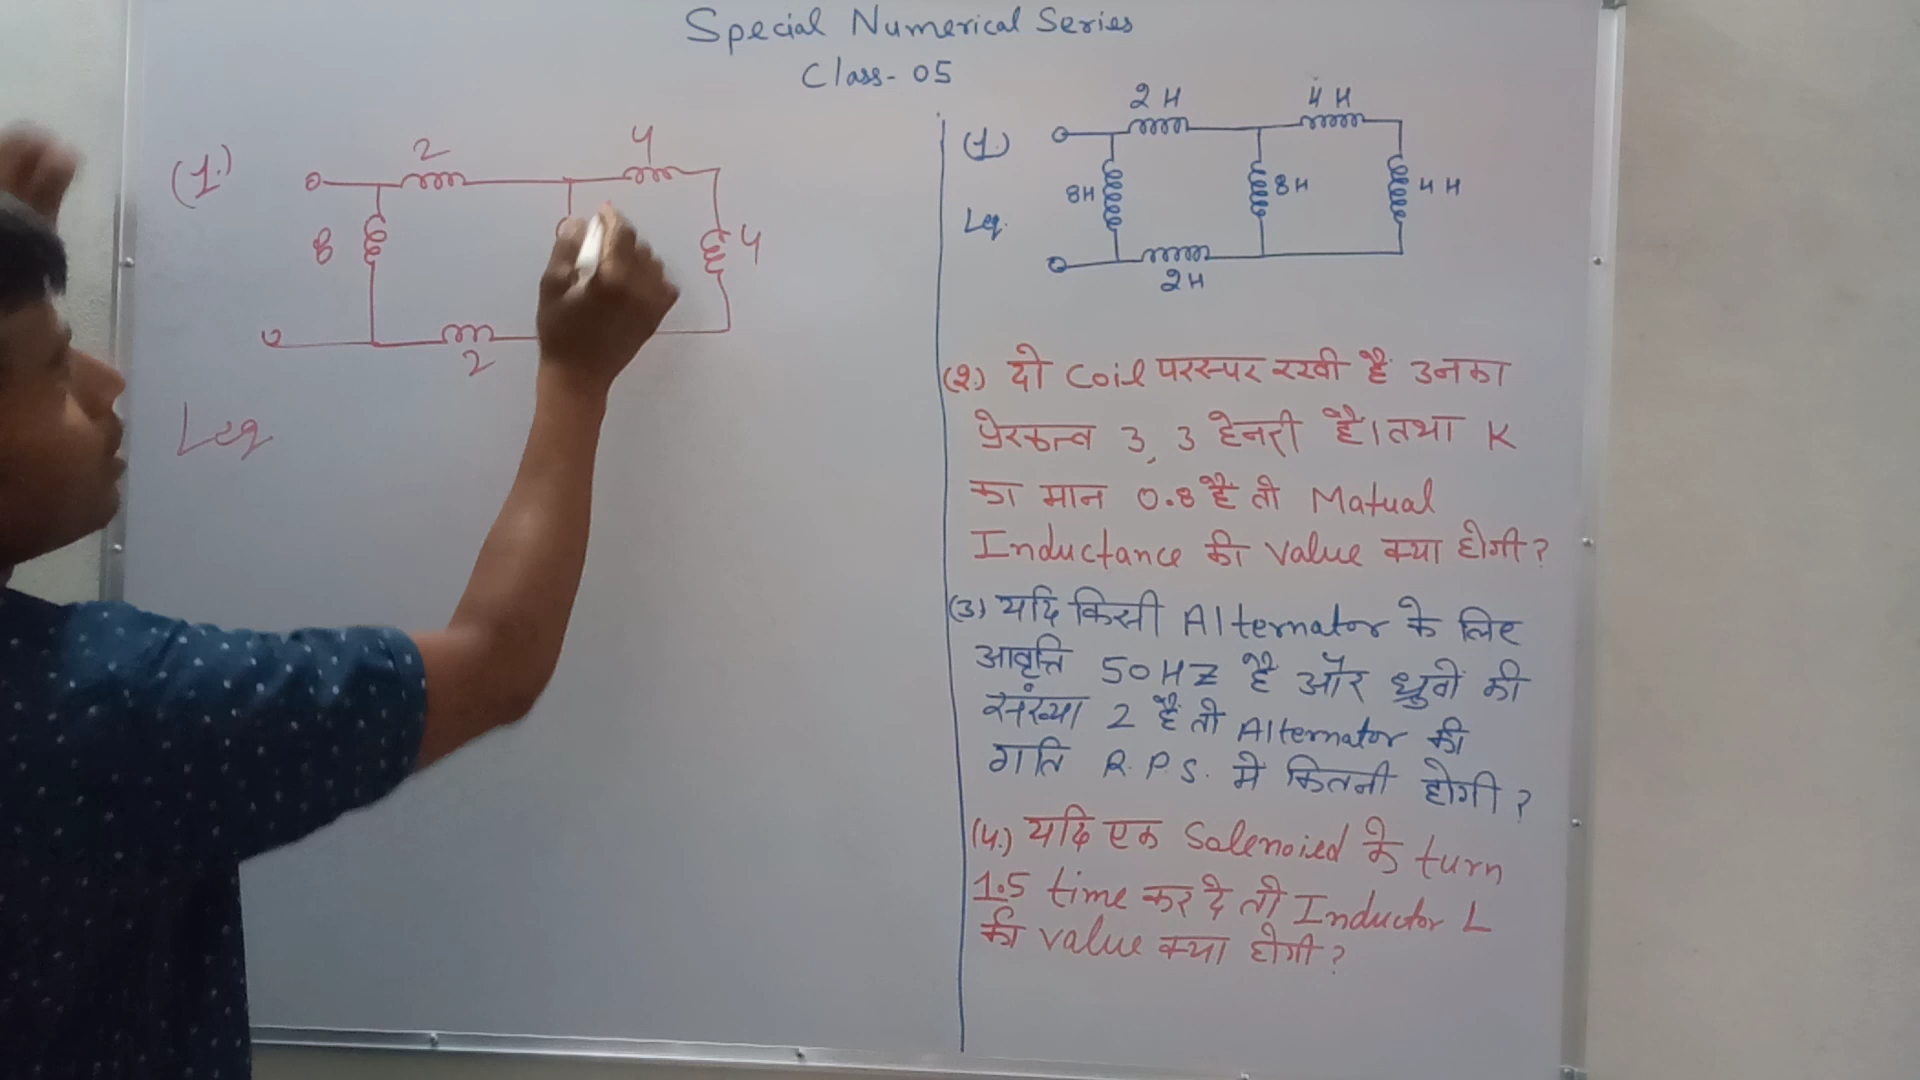 Special Numerical Series
Class- 05
(1.)
2
4
8
4
2
Leq
(1.)
2 H
4 H
8H
8H
4 H
Leq.
2H
(2.) दो Coil परस्पर रखी है उनका
प्रेरकत्व 3, 3 हेनरी है। तथा K
का मान 0.8 है तो Matual
Inductance की value क्या होगी?
(3) यदि किसी Alternator के लिए
आवृत्ति 50HZ है और ध्रुवों की
संख्या 2 है तो Alternator की
गति R.P.S. मे कितनी होगी?
(4.) यदि एक Solenoied के turn
1.5 time कर दे तो Inductor L
की value क्या होगी?